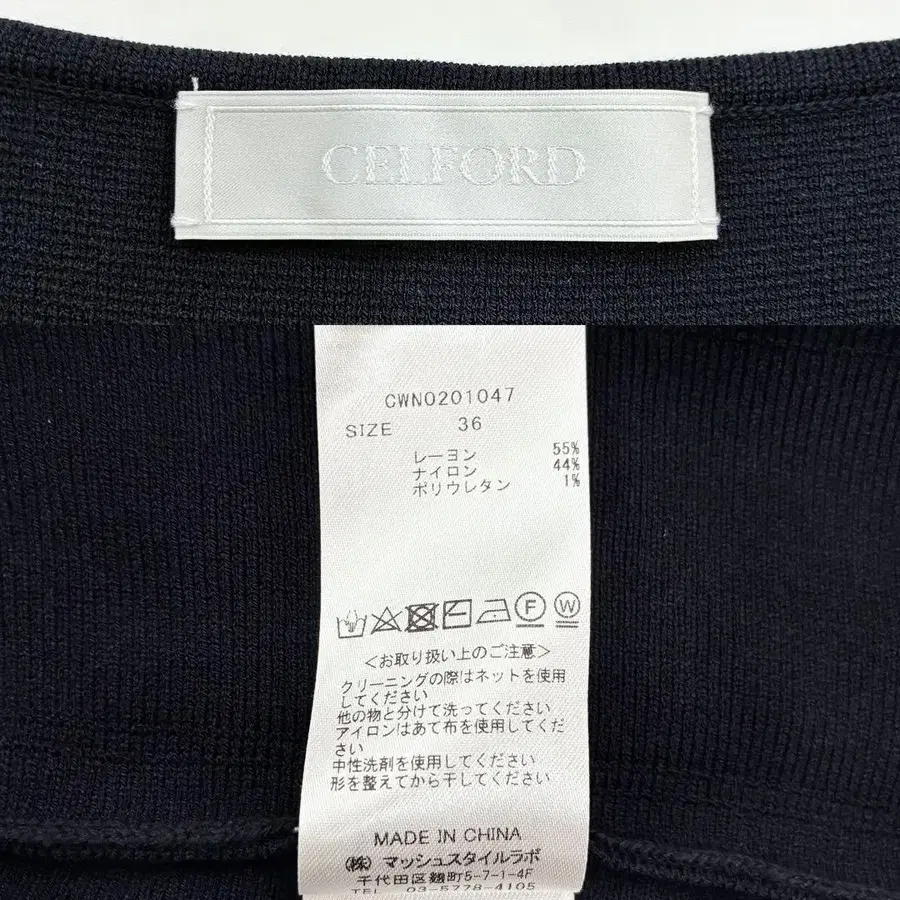 CELFORD
CWNO201047
SIZE 36
レーヨン 55%
ナイロン 44%
ポリウレタン 1%
F W
<お取り扱い上のご注意>
クリーニングの際はネットを使用
してください
他の物と分けて洗ってください
アイロンはあて布を使用してくだ
さい
中性洗剤を使用してください
形を整えてから干してください
MADE IN CHINA
(株) マッシュスタイルラボ
千代田区麹町5-7-1-4F
TEL 03-5778-4105